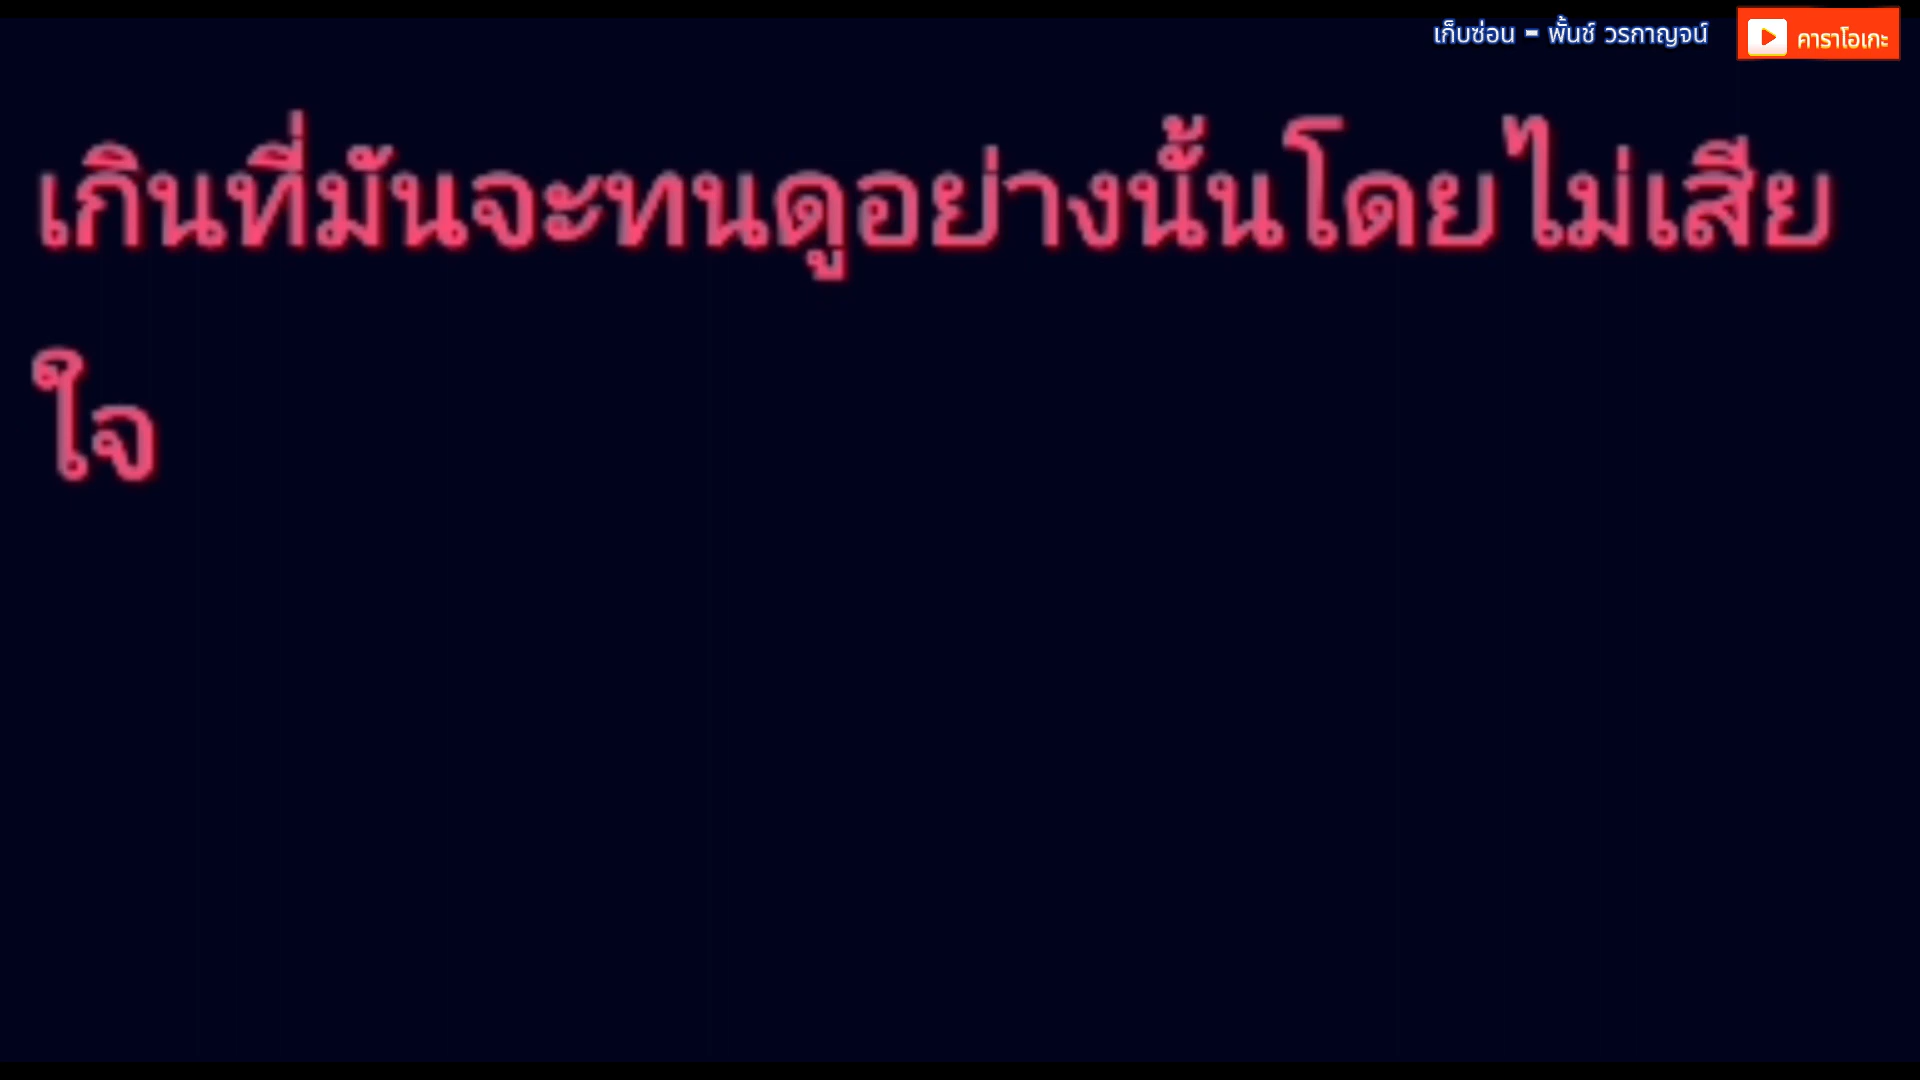 เก็บซ่อน - พั้นช์ วรกาญจน์
คาราโอเกะ
เกินที่มันจะทนดูอย่างนั้นโดยไม่เสีย
ใจ